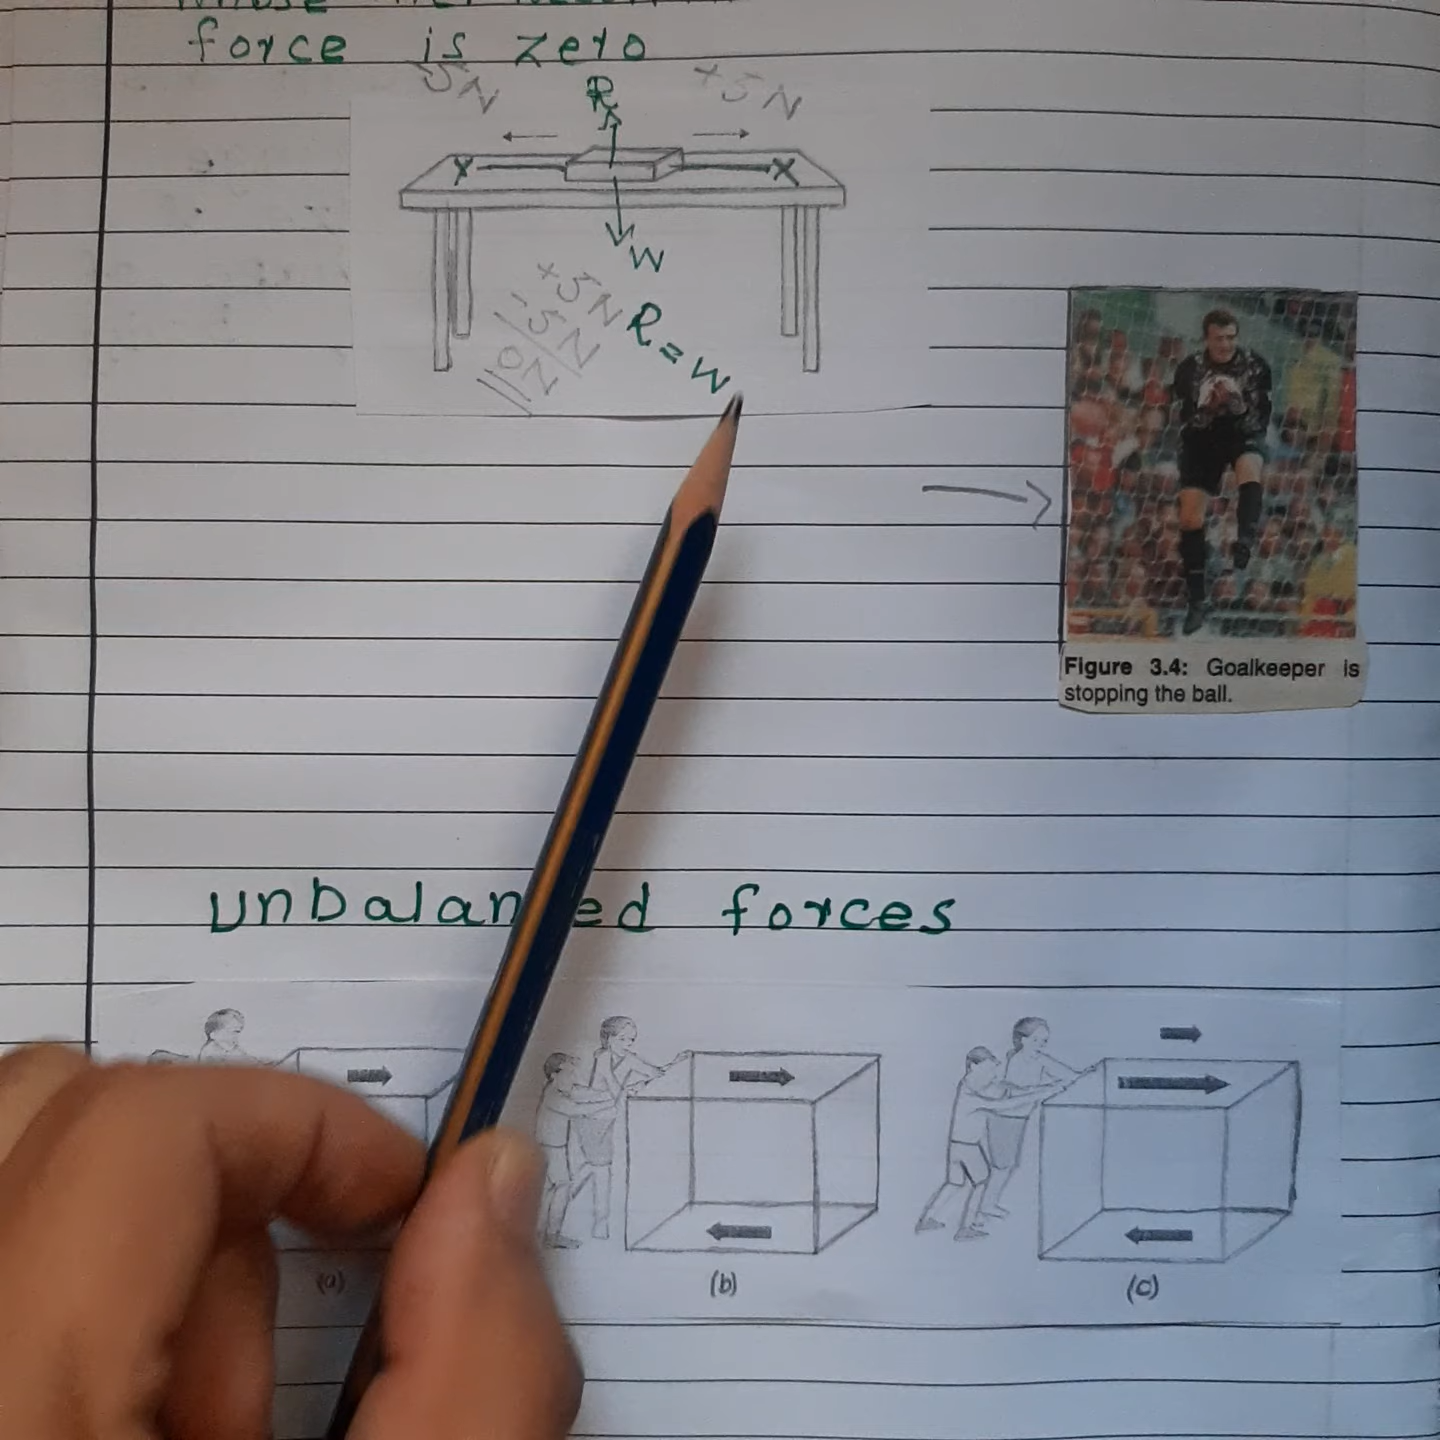 force is zero
5N
R
+5N
X
X
W
+5N
-5N
0N
R=W
Figure 3.4: Goalkeeper is
stopping the ball.
unbalanced forces
(a)
(b)
(c)